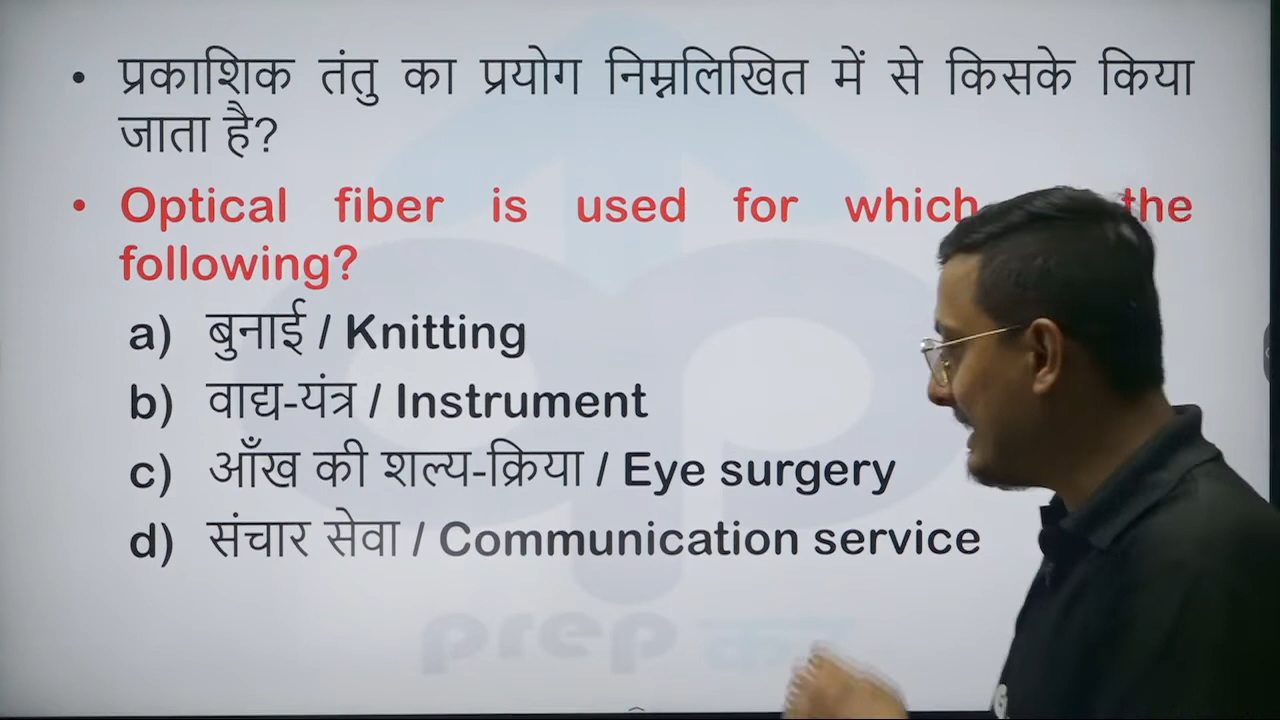 • प्रकाशिक तंतु का प्रयोग निम्नलिखित में से किसके किया
जाता है?
• Optical fiber is used for which the
following?
a) बुनाई / Knitting
b) वाद्य-यंत्र / Instrument
c) आँख की शल्य-क्रिया / Eye surgery
d) संचार सेवा / Communication service
prep